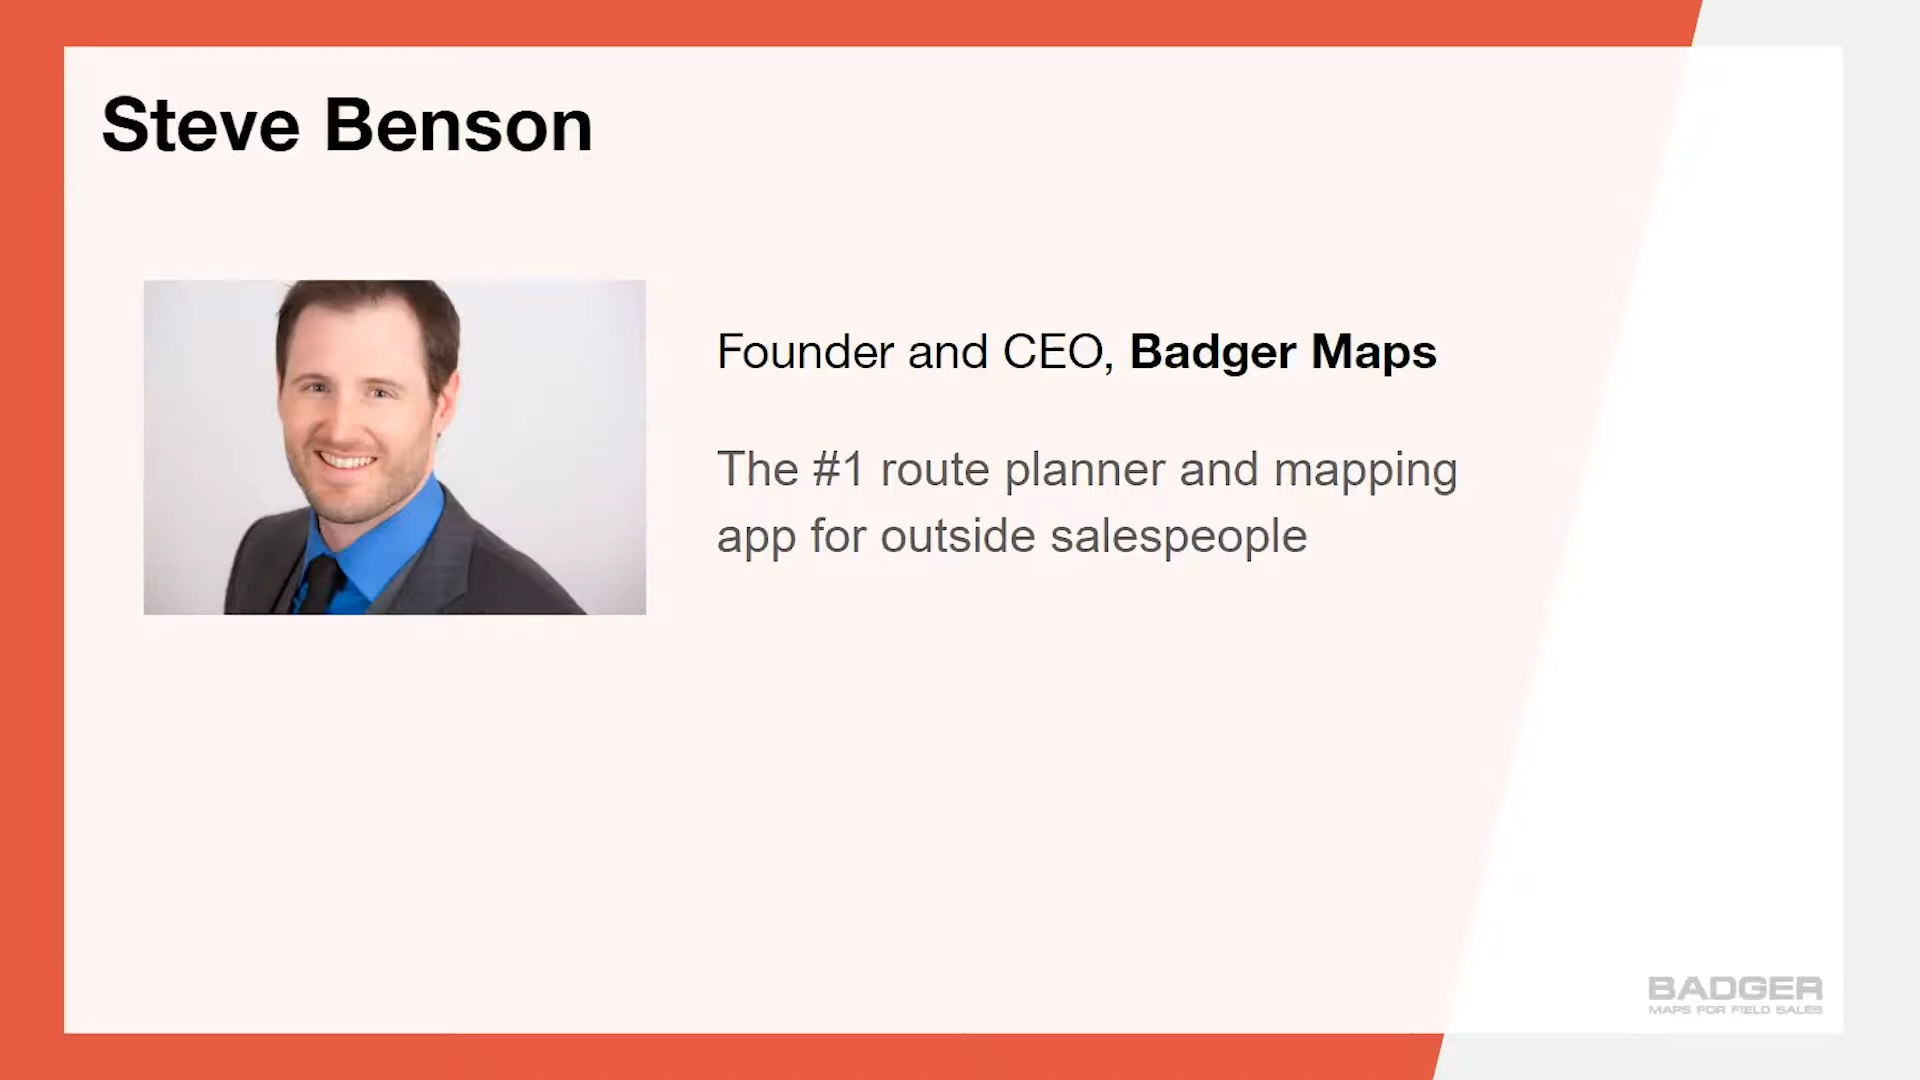 Steve Benson
Founder and CEO, Badger Maps
The #1 route planner and mapping
app for outside salespeople
BADGER
MAPS FOR FIELD SALES